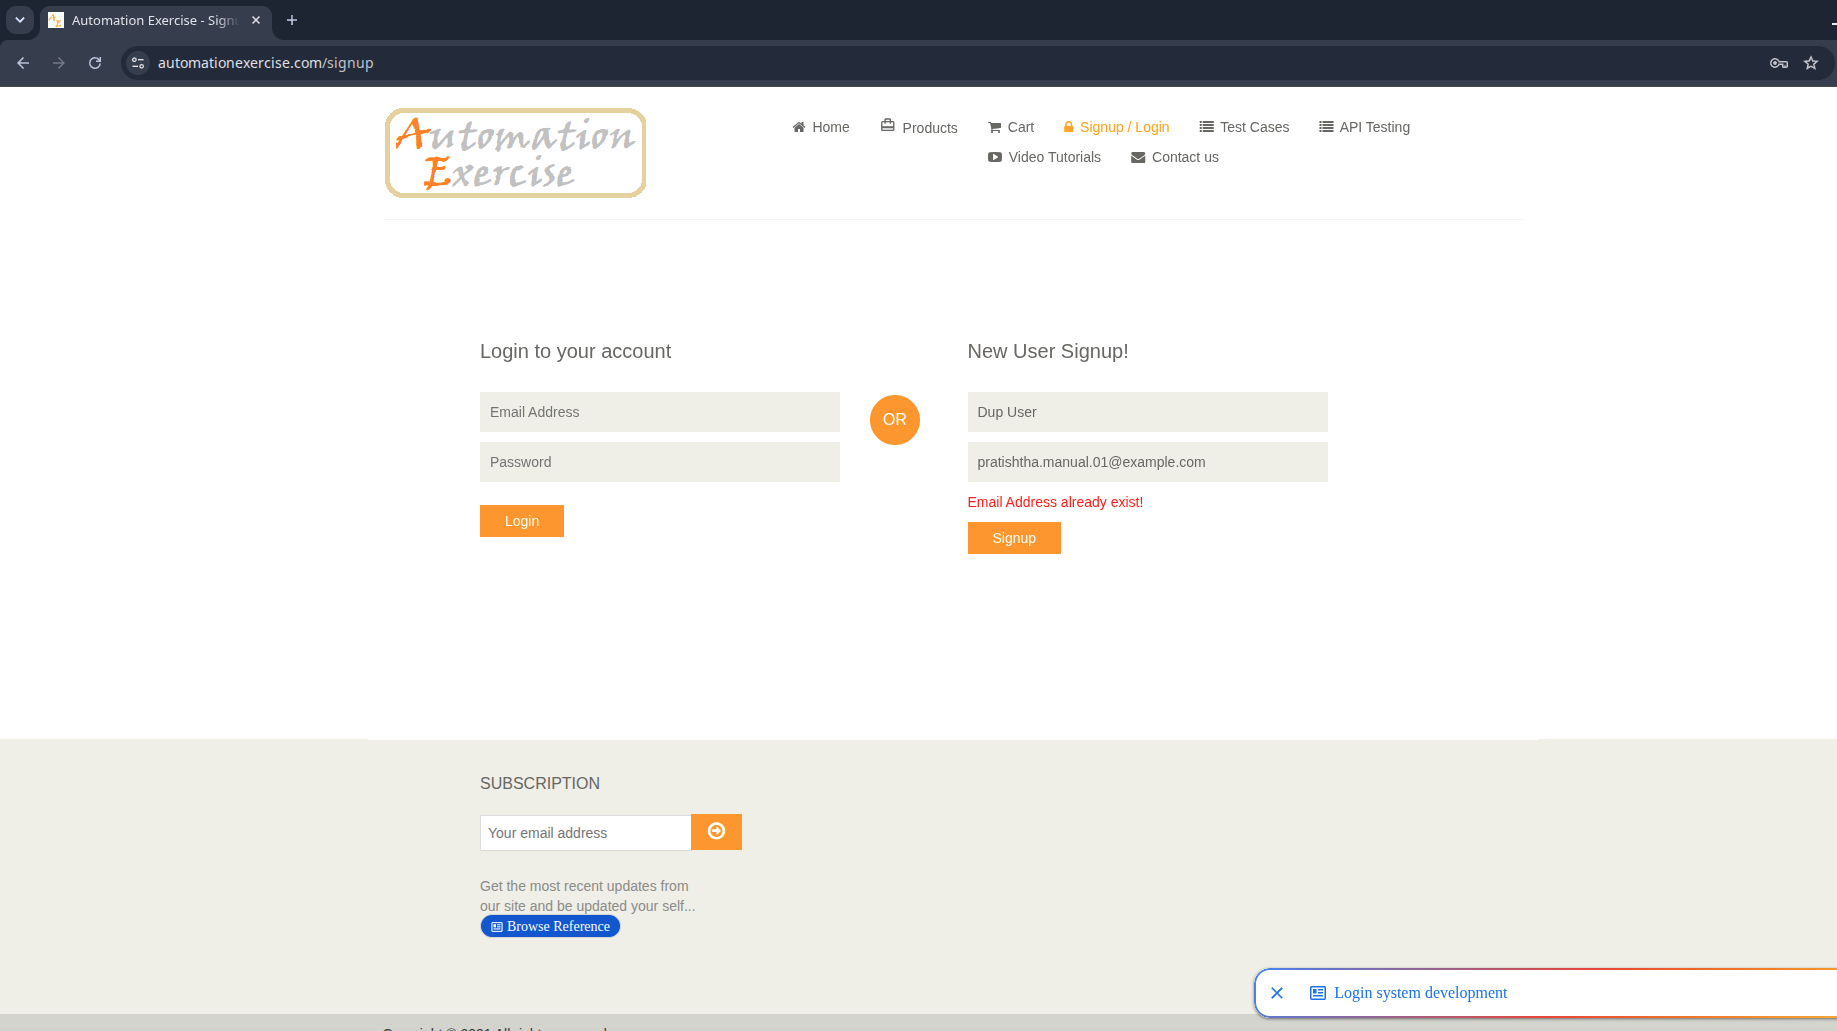 Automation Exercise - Sign
automationexercise.com/signup
Automation
Exercise
Home
Products
Cart
Signup / Login
Test Cases
API Testing
Video Tutorials
Contact us
Login to your account
New User Signup!
Email Address
Dup User
OR
Password
pratishtha.manual.01@example.com
Email Address already exist!
Login
Signup
SUBSCRIPTION
Your email address
Get the most recent updates from
our site and be updated your self...
Browse Reference
Login system development